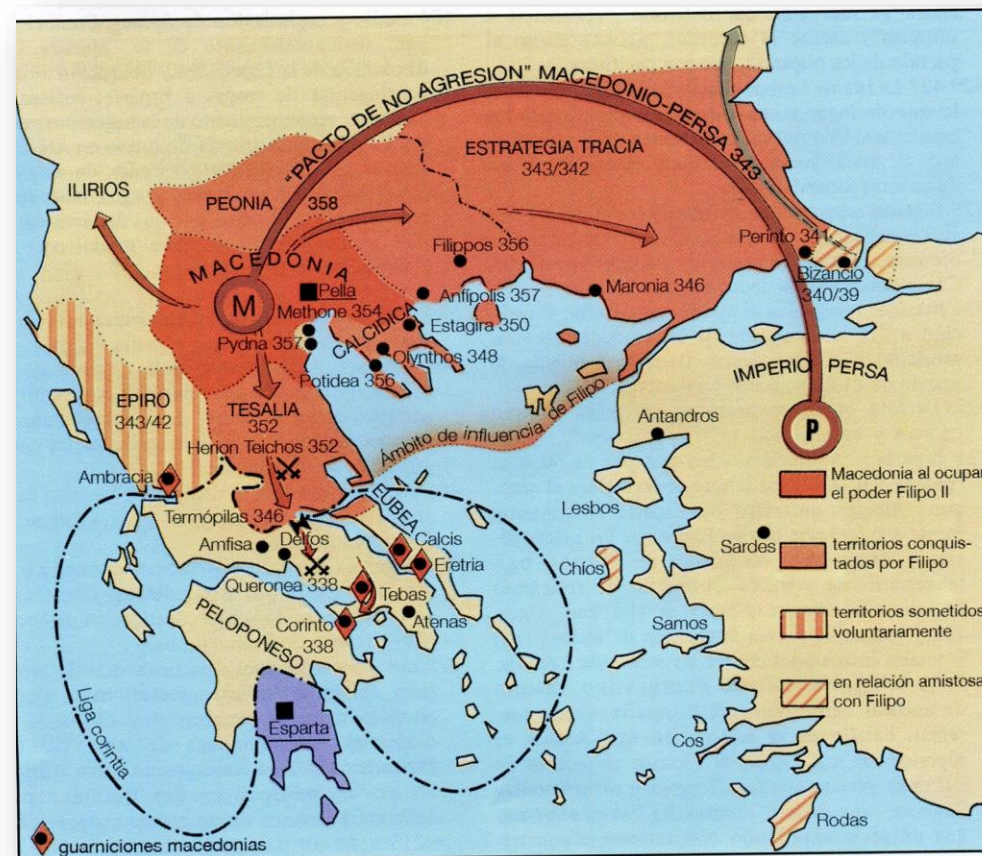 "PACTO DE NO AGRESION" MACEDONIO-PERSA 343
ESTRATEGIA TRACIA
343/342
ILIRIOS
PEONIA 358
MACEDONIA
M
Pella
Methone 354
Pydna 357
Filippos 356
Anfípolis 357
Estagira 350
CALCIDICA
Olynthos 348
Potidea 356
Maronia 346
Perinto 341
Bizancio
340/39
IMPERIO PERSA
P
EPIRO
343/42
TESALIA
352
Herion Teichos 352
Ámbito de influencia de Filipo
Antandros
Ambracia
Termópilas 346
EUBEA
Lesbos
Amfisa
Delfos
Calcis
Eretria
Sardes
Chíos
Queronea 338
Tebas
Atenas
Corinto
338
PELOPONESO
Samos
Liga corintia
Esparta
Cos
Rodas
Macedonia al ocupar
el poder Filipo II
territorios conquis-
tados por Filipo
territorios sometidos
voluntariamente
en relación amistosa
con Filipo
guarniciones macedonias